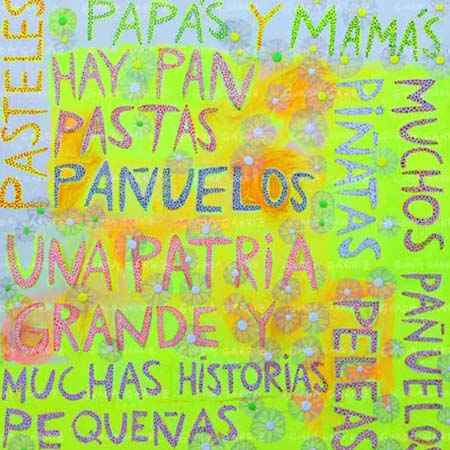 PASTELES
PAPÁS Y MAMÁS
HAY PAN
PASTAS
PAÑUELOS
UNA PATRIA
GRANDE Y
MUCHAS HISTORIAS
PEQUEÑAS
PIÑATAS
PELEAS
MUCHOS PAÑUELOS